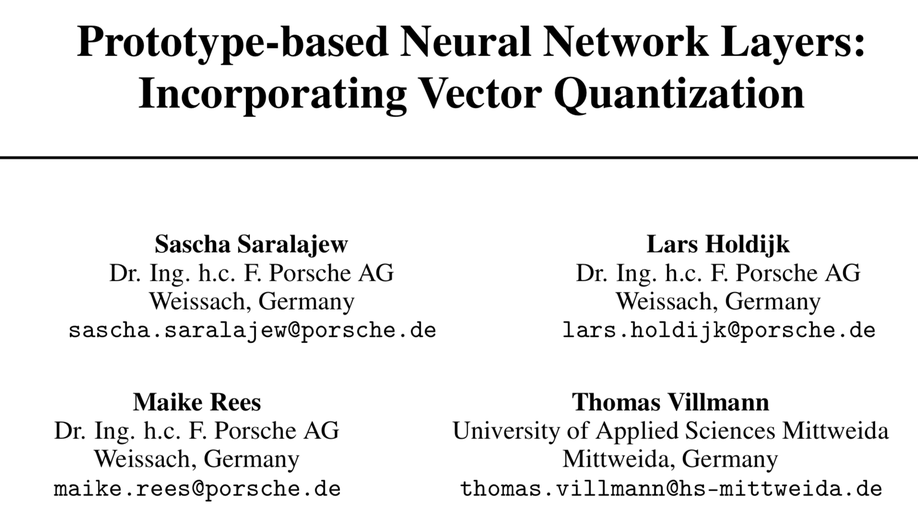 Prototype-based Neural Network Layers:
Incorporating Vector Quantization
Sascha Saralajew
Dr. Ing. h.c. F. Porsche AG
Weissach, Germany
sascha.saralajew@porsche.de
Lars Holdijk
Dr. Ing. h.c. F. Porsche AG
Weissach, Germany
lars.holdijk@porsche.de
Maike Rees
Dr. Ing. h.c. F. Porsche AG
Weissach, Germany
maike.rees@porsche.de
Thomas Villmann
University of Applied Sciences Mittweida
Mittweida, Germany
thomas.villmann@hs-mittweida.de